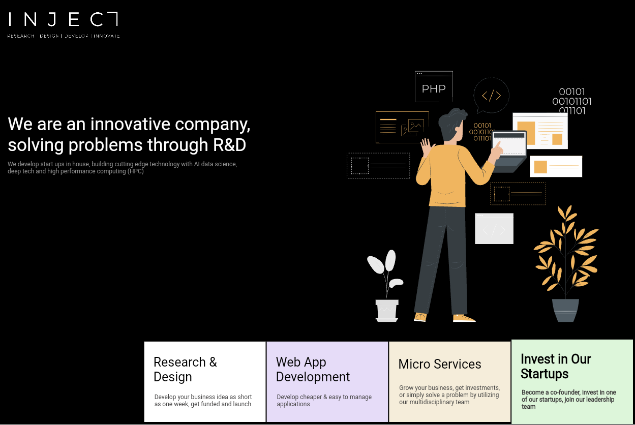 INJECT
RESEARCH | DESIGN | DEVELOP | INNOVATE
We are an innovative company,
solving problems through R&D
We develop start ups in house, building cutting edge technology with AI data science,
deep tech and high performance computing (HPC)
PHP
</>
00101
00101101
011101
00101
0010110
011101
Research &
Design
Develop your business idea as short
as one week, get funded and launch
Web App
Development
Develop cheaper & easy to manage
applications
Micro Services
Grow your business, get investments,
or simply solve a problem by utilizing
our multidisciplinary team
Invest in Our
Startups
Become a co-founder, invest in one
of our startups, join our leadership
team